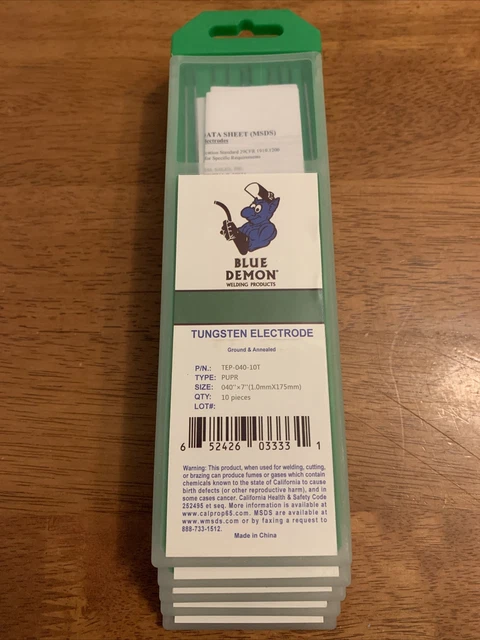 DATA SHEET (MSDS)
BLUE
DEMON
WELDING PRODUCTS
TUNGSTEN ELECTRODE
Ground & Annealed
P/N.: TEP-040-10T
TYPE: PUPR
SIZE: 040"×7"(1.0mmX175mm)
QTY: 10 pieces
LOT#:
6 52426 03333 1
Warning: This product, when used for welding, cutting,
or brazing can produce fumes or gases which contain
chemicals known to the state of California to cause
birth defects (or other reproductive harm), and in
some cases cancer. California Health & Safety Code
252495 et seq. More information is available at
www.calprop65.com. MSDS are available at
www.wmsds.com or by faxing a request to
888-733-1512.
Made in China